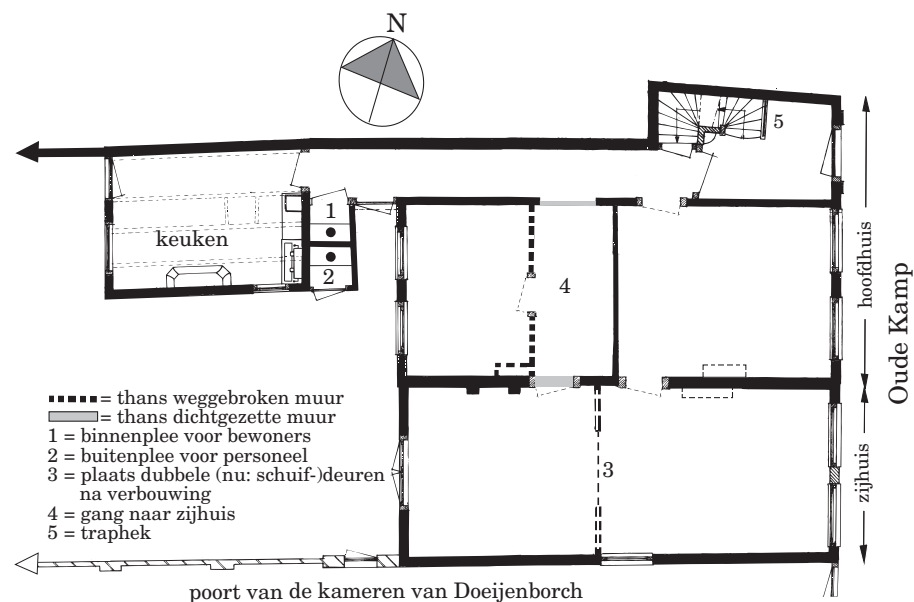 N
5
1
keuken
4
2
hoofdhuis
Oude Kamp
= thans weggebroken muur
= thans dichtgezette muur
1 = binnenplee voor bewoners
2 = buitenplee voor personeel
3 = plaats dubbele (nu: schuif-)deuren
na verbouwing
4 = gang naar zijhuis
5 = traphek
3
zijhuis
poort van de kameren van Doeijenborch